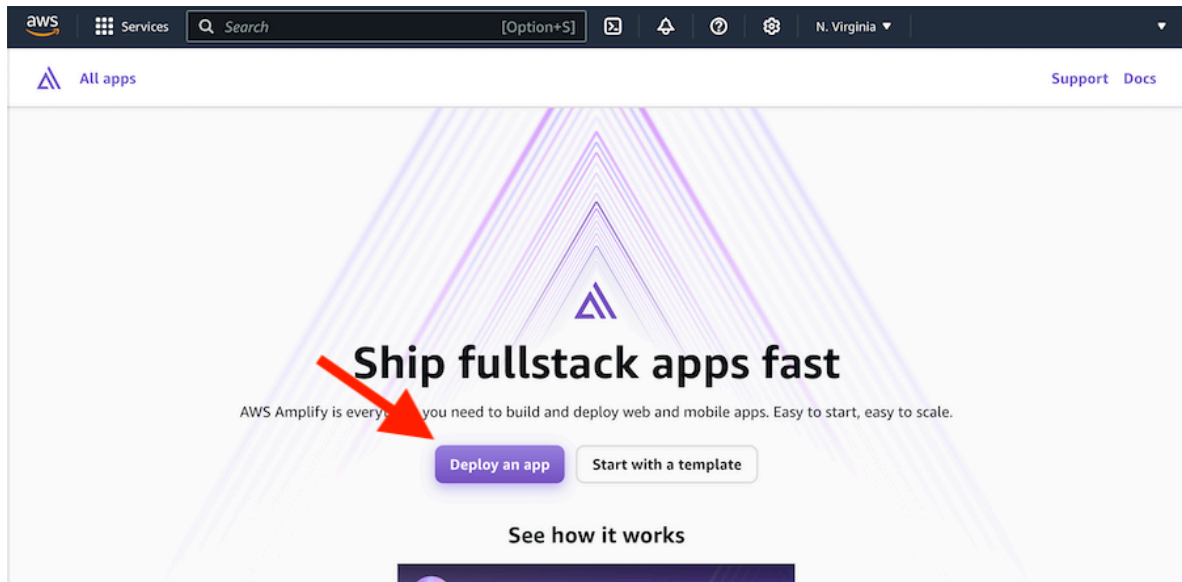 aws Services Search [Option+S] N. Virginia
All apps Support Docs
Ship fullstack apps fast
AWS Amplify is you need to build and deploy web and mobile apps. Easy to start, easy to scale.
Deploy an app Start with a template
See how it works